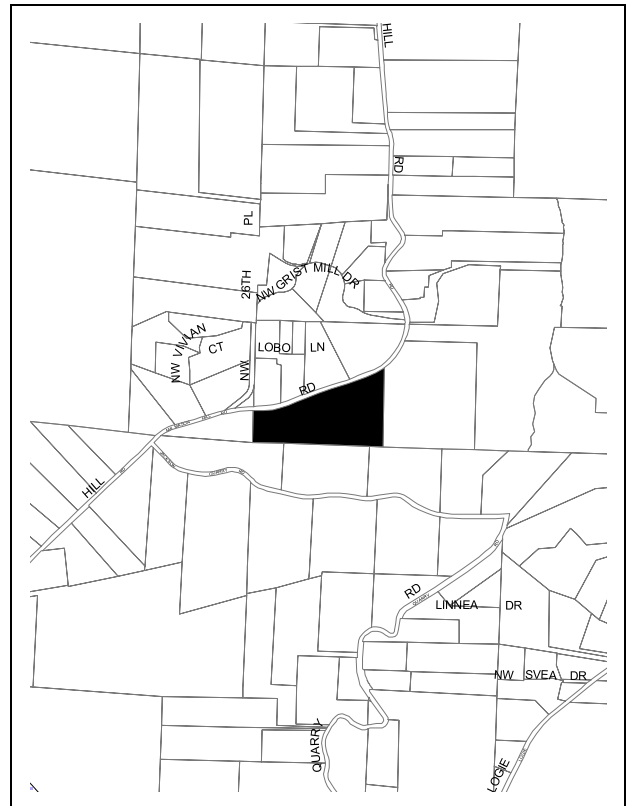 HILL
RD
PL
26TH
NW GRIST MILL DR
NW VIVIAN
CT
LOBO LN
NW
RD
HILL
RD
LINNEA DR
NW SVEA DR
QUARRY
LOGIE